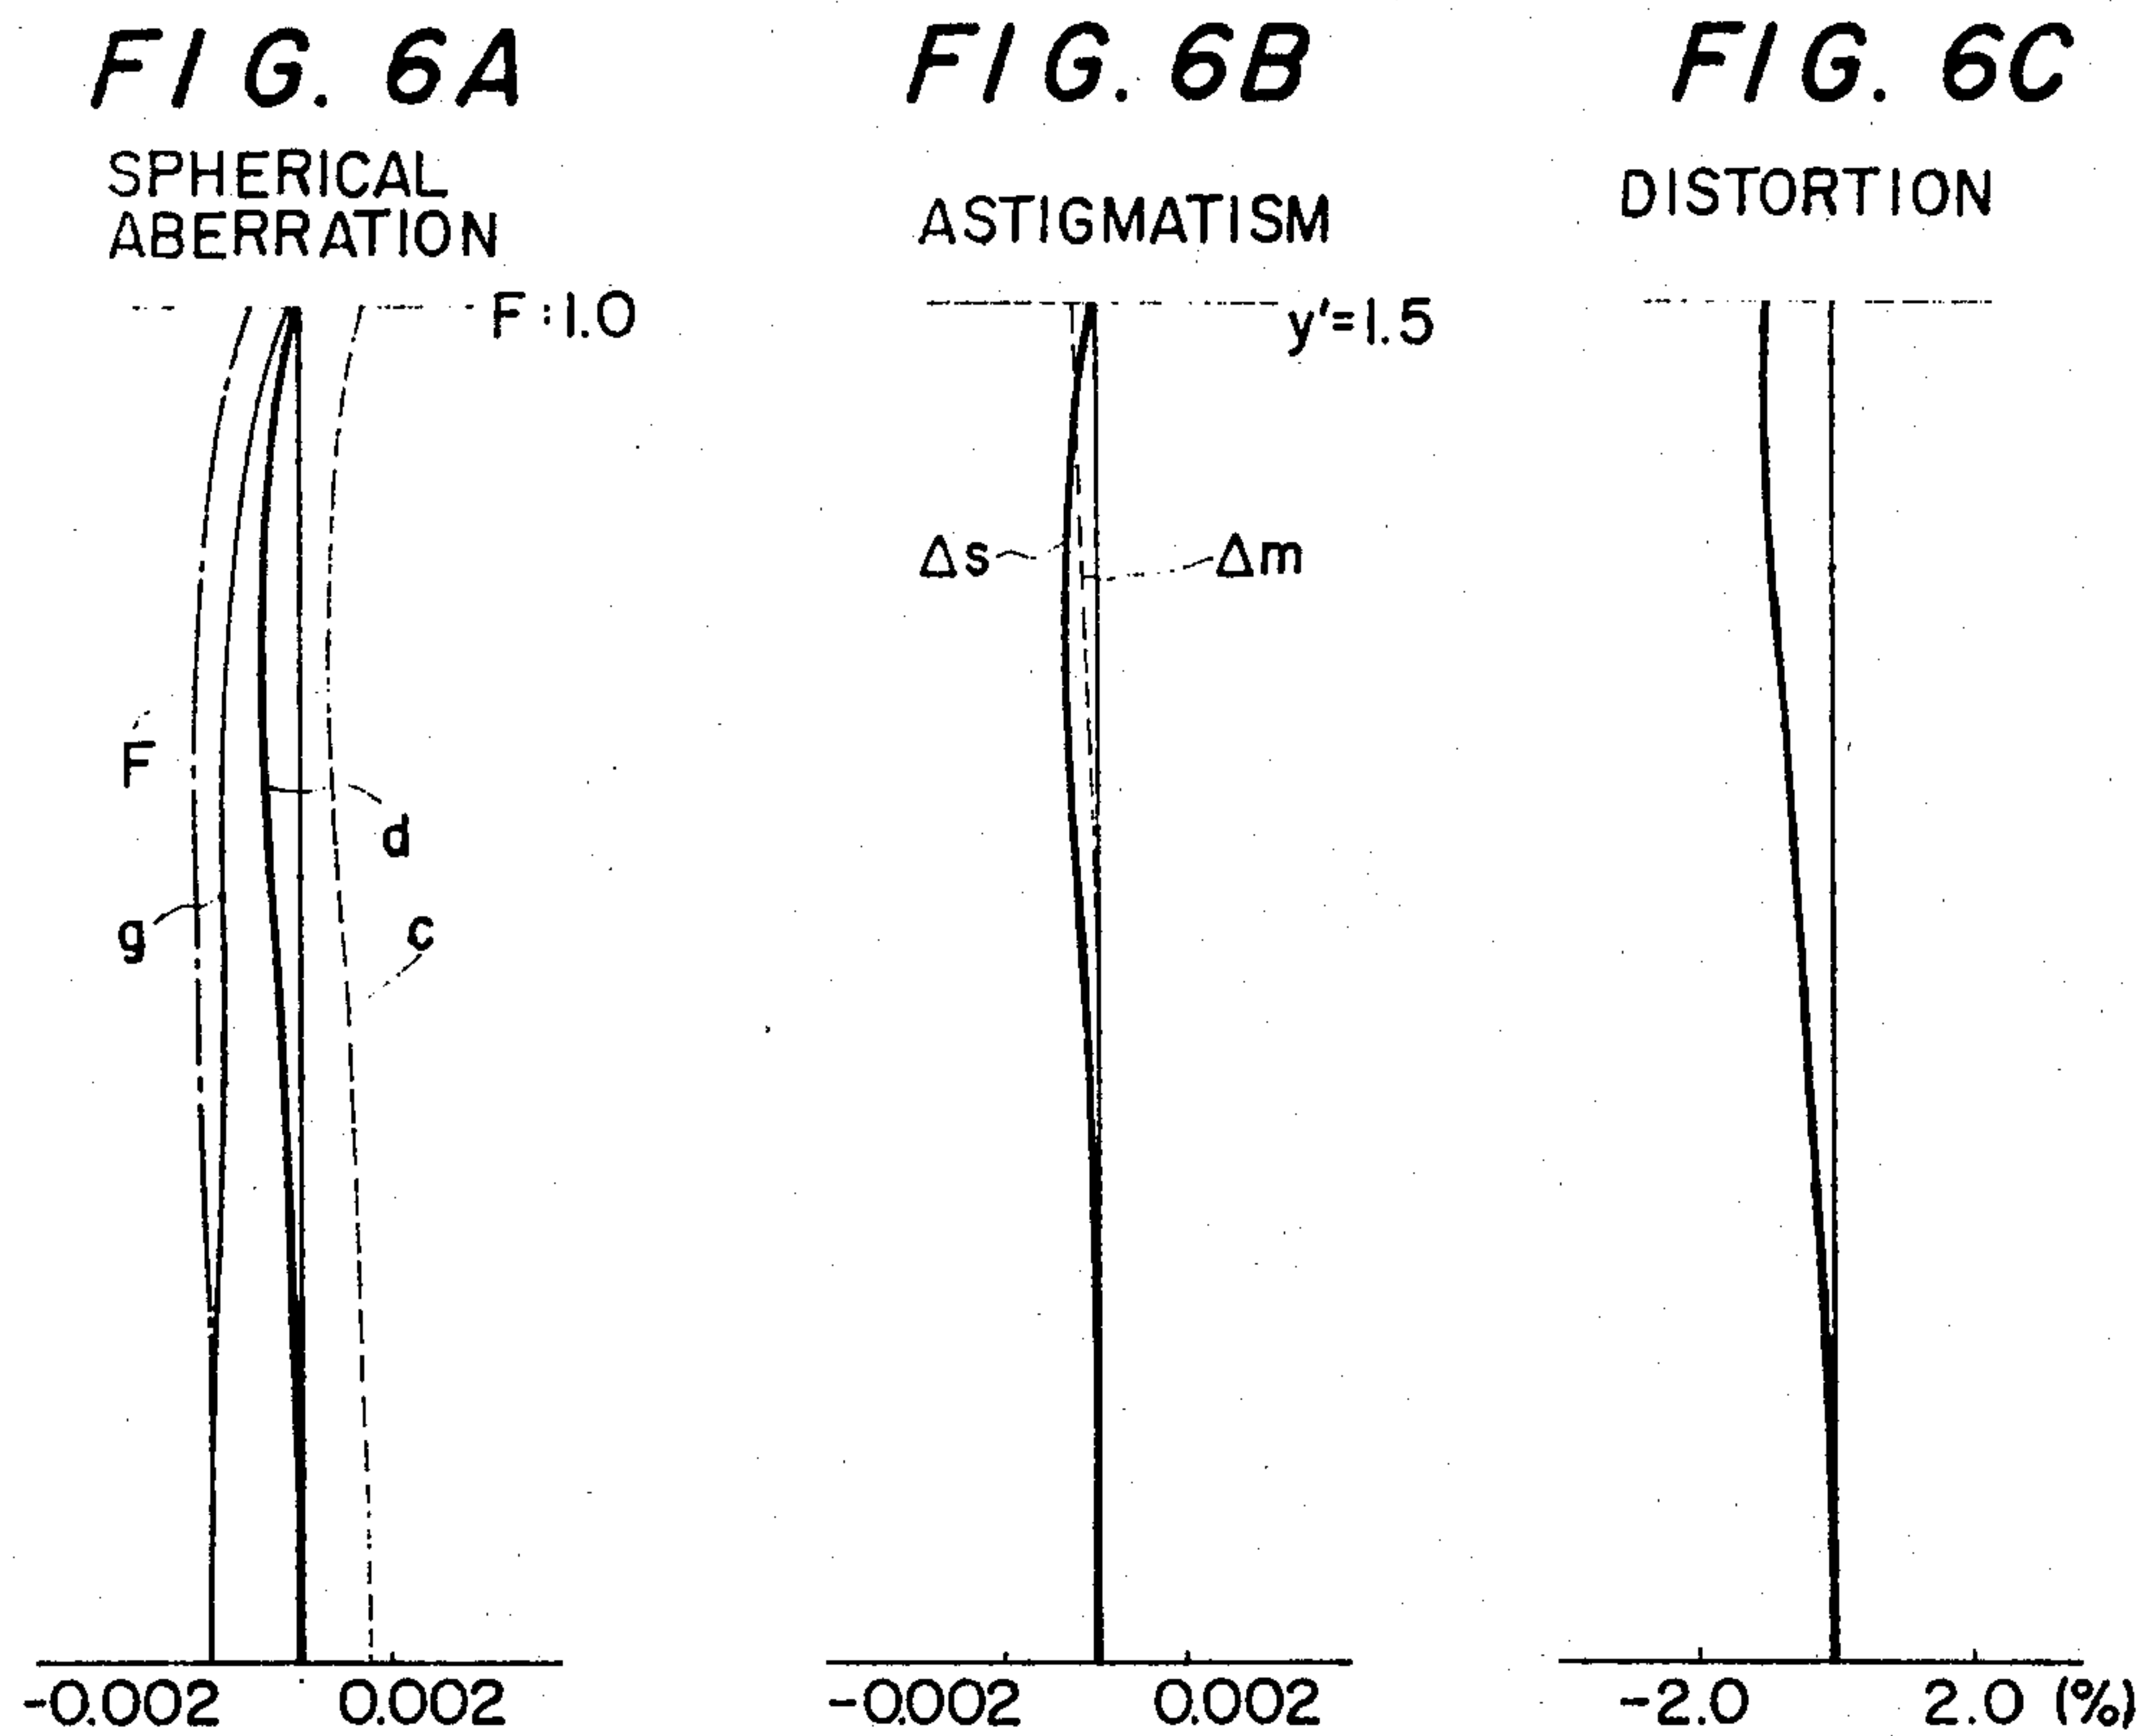 FIG. 6A
SPHERICAL
ABERRATION
F:1.0
F
d
g
c
-0.002
0.002
FIG. 6B
ASTIGMATISM
y'=1.5
Δs
Δm
-0.002
0.002
FIG. 6C
DISTORTION
-2.0
2.0 (%)